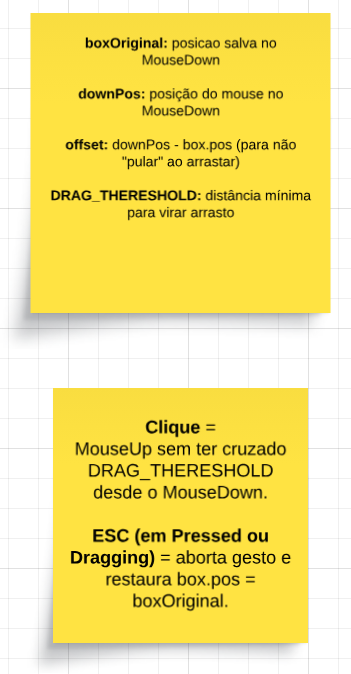 boxOriginal: posicao salva no
MouseDown
downPos: posição do mouse no
MouseDown
offset: downPos - box.pos (para não
"pular" ao arrastar)
DRAG_THERESHOLD: distância mínima
para virar arrasto
Clique =
MouseUp sem ter cruzado
DRAG_THERESHOLD
desde o MouseDown.
ESC (em Pressed ou
Dragging) = aborta gesto e
restaura box.pos =
boxOriginal.